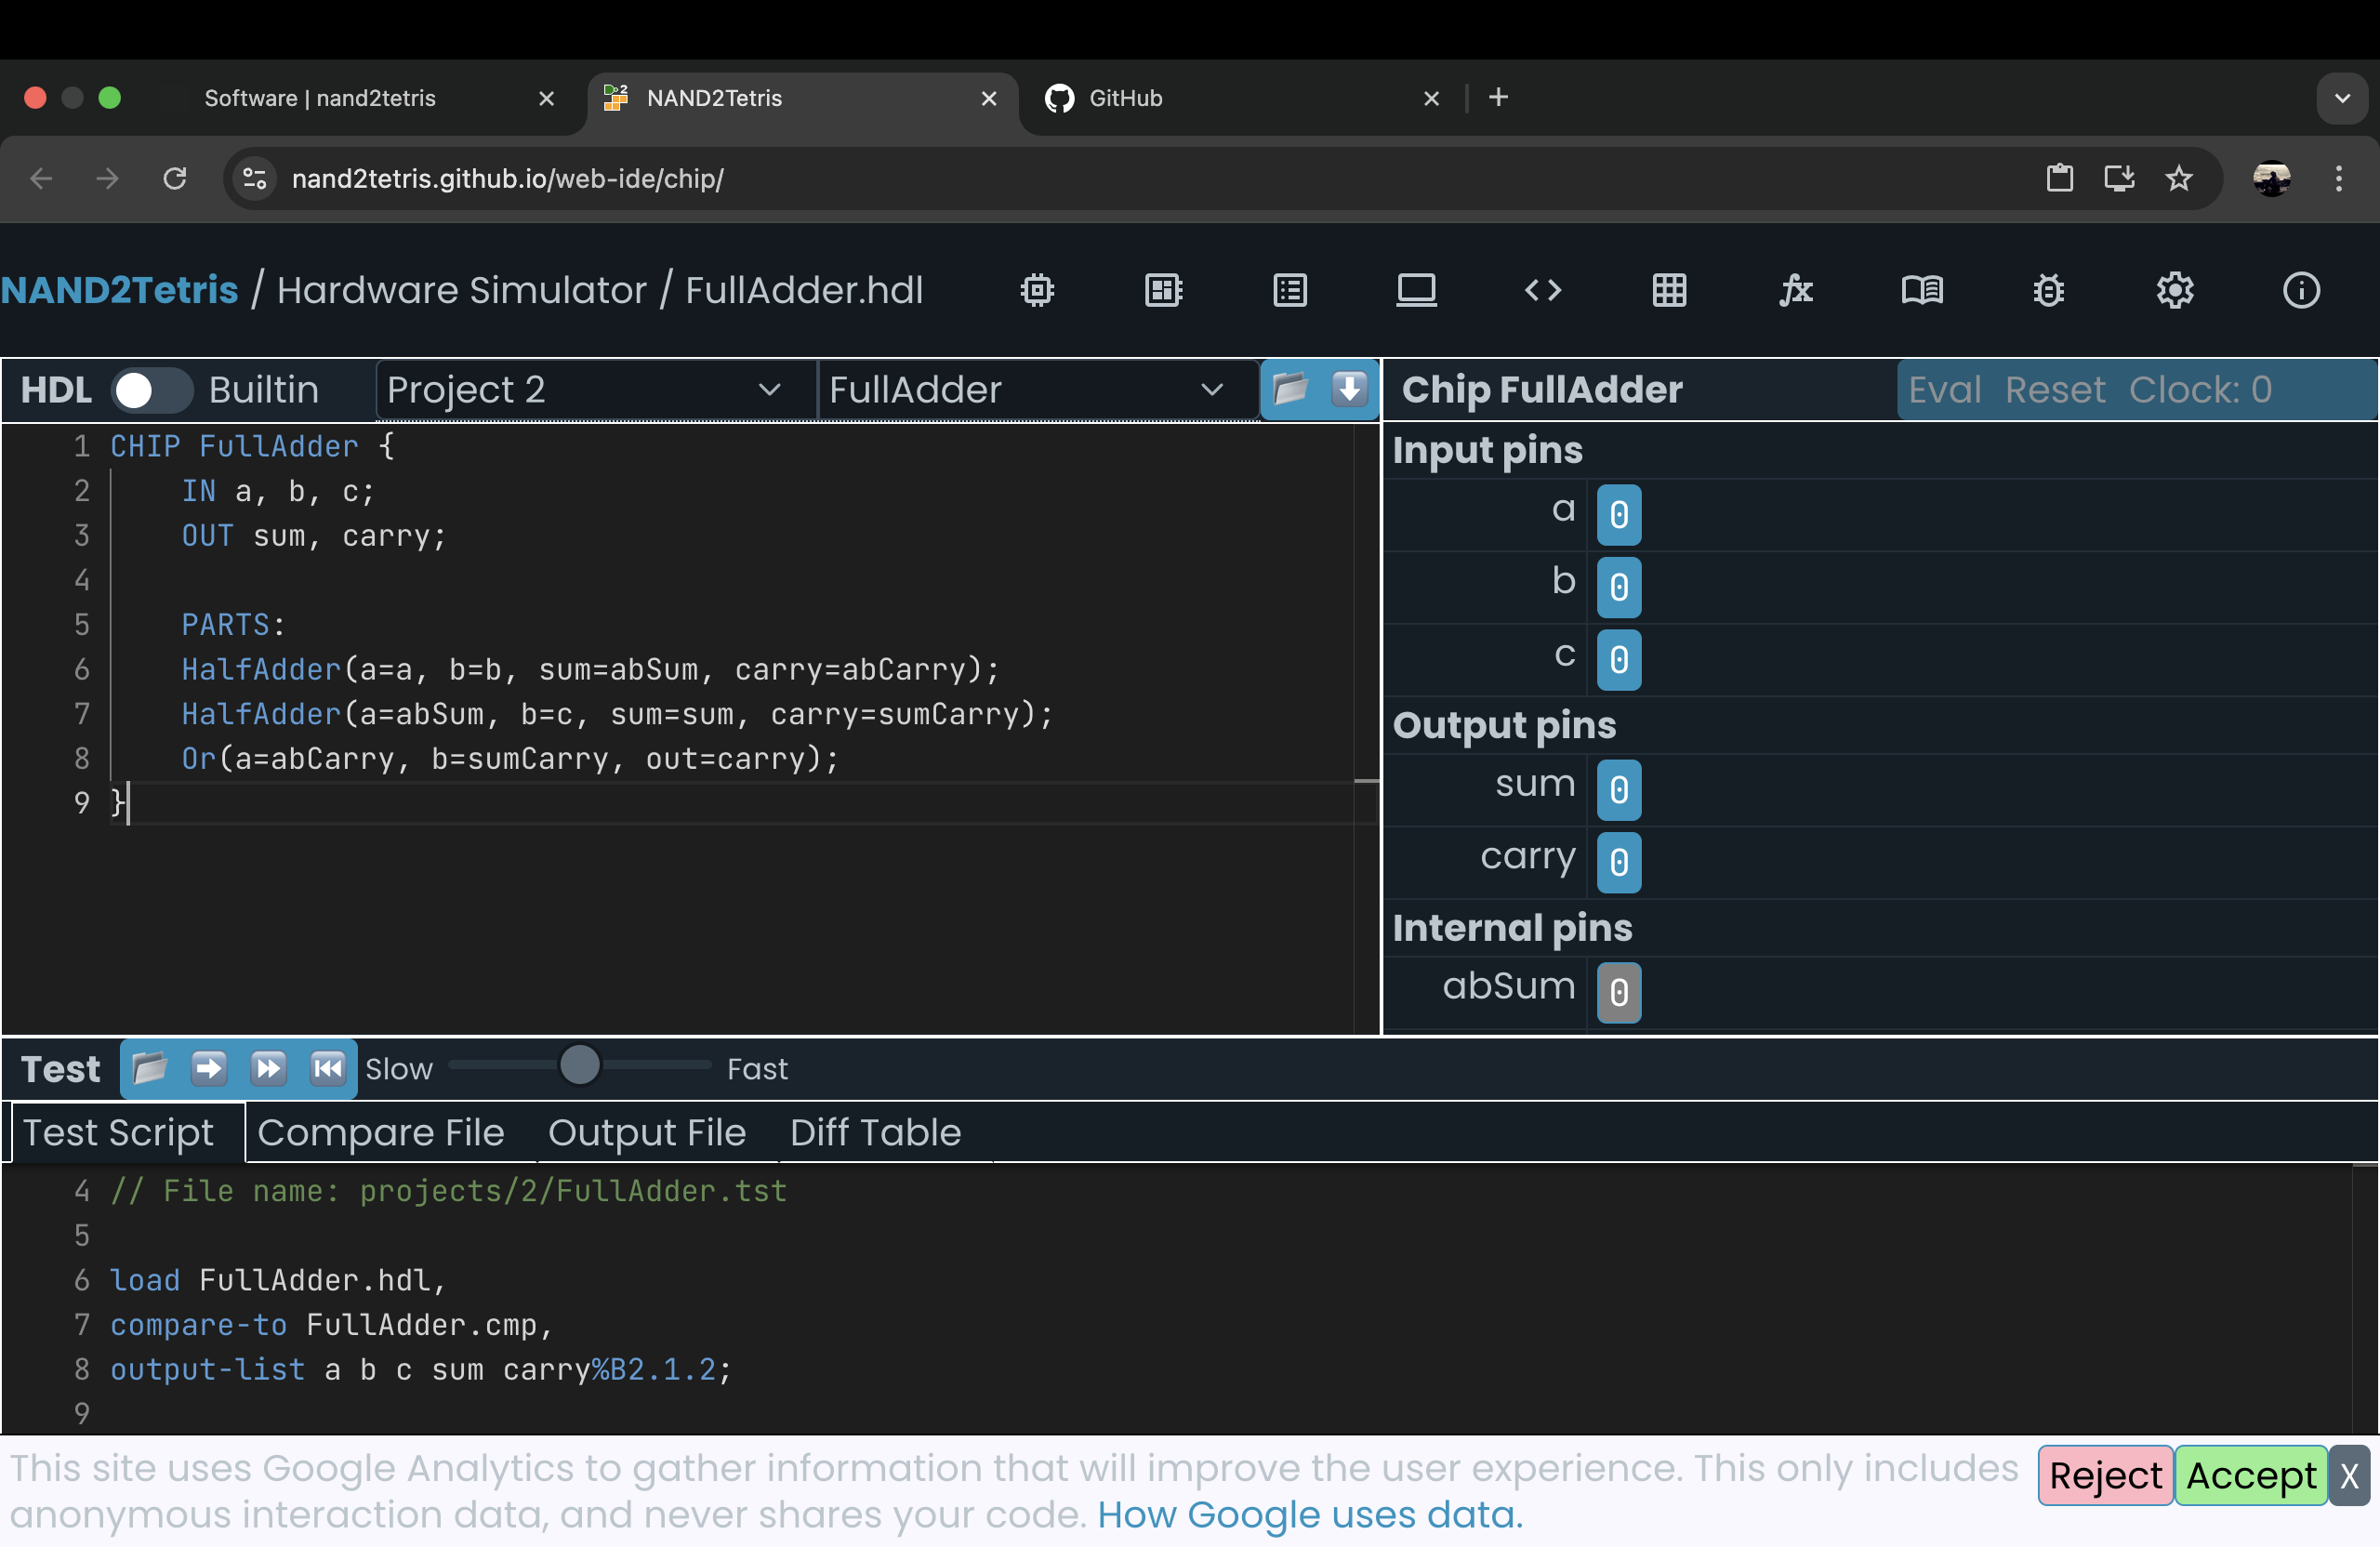 Software | nand2tetris
NAND2Tetris
GitHub
nand2tetris.github.io/web-ide/chip/
NAND2Tetris / Hardware Simulator / FullAdder.hdl
HDL Builtin Project 2 FullAdder
1 CHIP FullAdder {
2 IN a, b, c;
3 OUT sum, carry;
4
5 PARTS:
6 HalfAdder(a=a, b=b, sum=abSum, carry=abCarry);
7 HalfAdder(a=abSum, b=c, sum=sum, carry=sumCarry);
8 Or(a=abCarry, b=sumCarry, out=carry);
9 }
Chip FullAdder Eval Reset Clock: 0
Input pins
a 0
b 0
c 0
Output pins
sum 0
carry 0
Internal pins
abSum 0
Test Slow Fast
Test Script Compare File Output File Diff Table
4 // File name: projects/2/FullAdder.tst
5
6 load FullAdder.hdl,
7 compare-to FullAdder.cmp,
8 output-list a b c sum carry%B2.1.2;
9
This site uses Google Analytics to gather information that will improve the user experience. This only includes
anonymous interaction data, and never shares your code. How Google uses data.
Reject Accept X